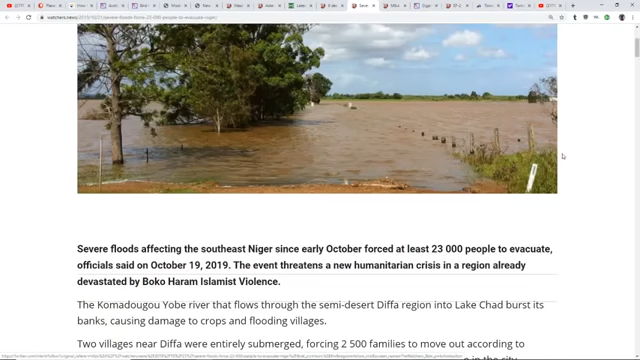 watchers.news/2019/10/21/severe-floods-force-23-000-people-to-evacuate-niger/
Severe floods affecting the southeast Niger since early October forced at least 23 000 people to evacuate,
officials said on October 19, 2019. The event threatens a new humanitarian crisis in a region already
devastated by Boko Haram Islamist Violence.
The Komadougou Yobe river that flows through the semi-desert Diffa region into Lake Chad burst its
banks, causing damage to crops and flooding villages.
Two villages near Diffa were entirely submerged, forcing 2 500 families to move out according to
e in the city